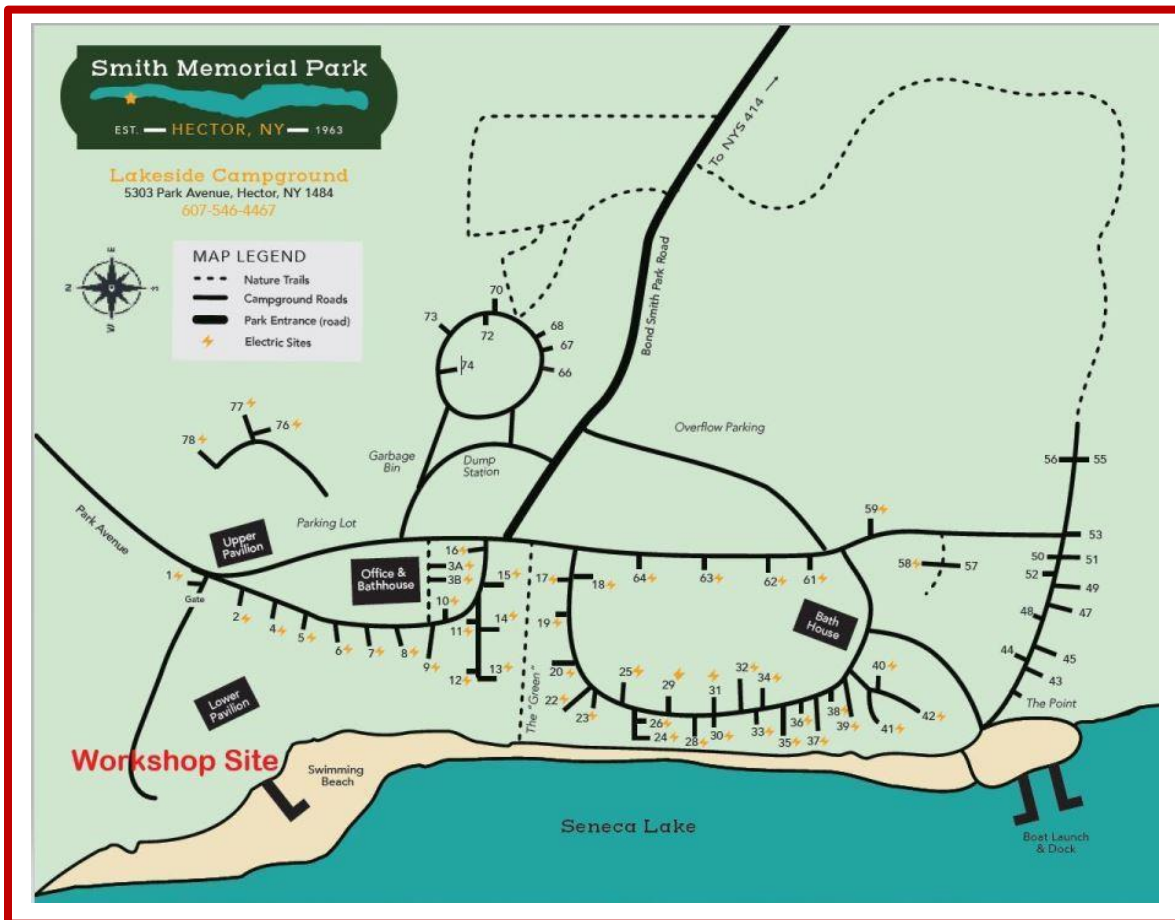 Smith Memorial Park
EST. HECTOR, NY 1963
Lakeside Campground
5303 Park Avenue, Hector, NY 1484
607-546-4467
E
N
S
W
MAP LEGEND
Nature Trails
Campground Roads
Park Entrance (road)
Electric Sites
To NYS 414
Bond Smith Park Road
70
73
72
68
67
74
66
77
76
78
Garbage
Bin
Dump
Station
Overflow Parking
56
55
Park Avenue
Parking Lot
Upper
Pavilion
59
53
16
3A
3B
Office &
Bathhouse
15
17
18
64
63
62
61
58
57
50
51
52
1
Gate
2
4
5
6
7
8
9
10
11
14
12
13
19
20
22
23
The "Green"
25
29
31
32
34
26
24
28
30
33
35
36
37
38
39
40
41
42
Bath
House
49
47
48
44
45
43
The Point
Lower
Pavilion
Workshop Site
Swimming
Beach
Seneca Lake
Boat Launch
& Dock